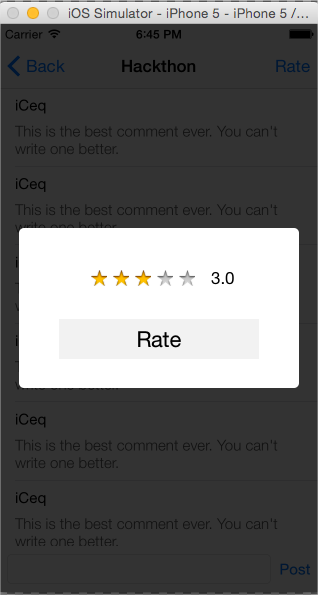 iOS Simulator - iPhone 5 - iPhone 5 /...
Carrier 6:45 PM
Back Hackthon Rate
iCeq
This is the best comment ever. You can't
write one better.
iCeq
This is the best comment ever. You can't
write one better.
3.0
Rate
write one better.
iCeq
This is the best comment ever. You can't
write one better.
iCeq
This is the best comment ever. You can't
write one better.
Post